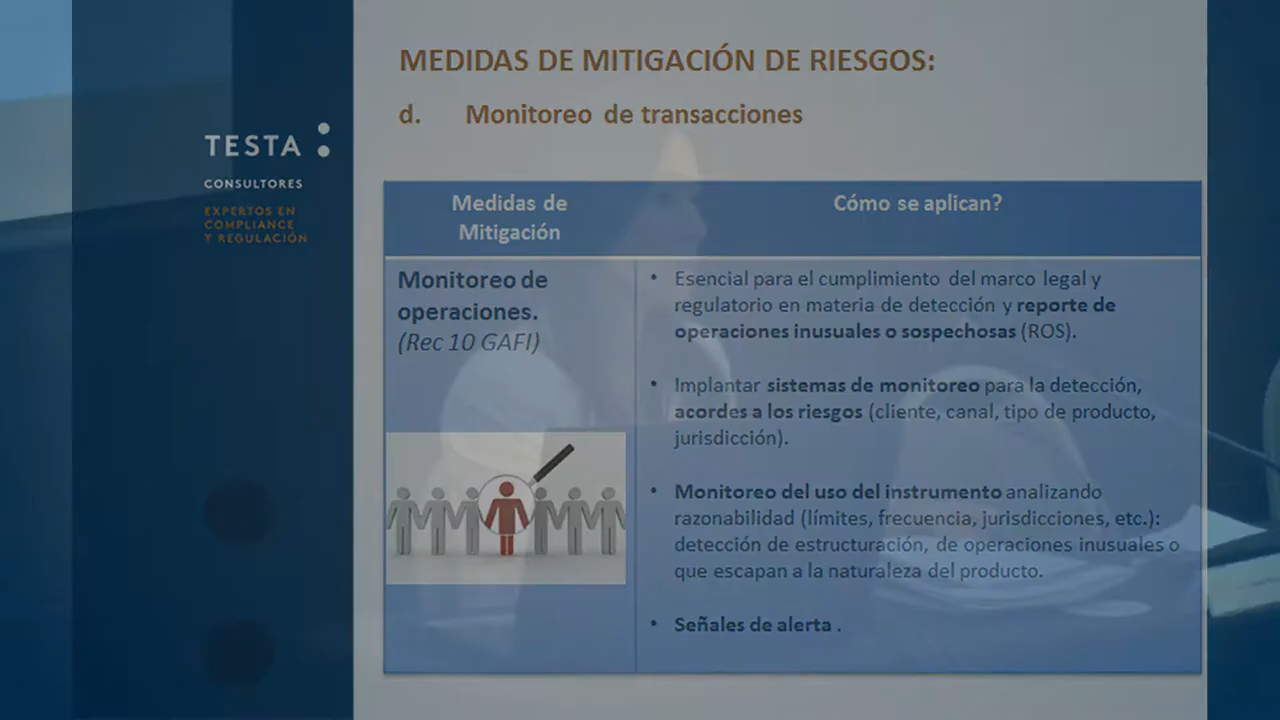 TESTA
CONSULTORES
EXPERTOS EN
COMPLIANCE
Y REGULACIÓN
MEDIDAS DE MITIGACIÓN DE RIESGOS:
d. Monitoreo de transacciones
Medidas de
Mitigación
Cómo se aplican?
Monitoreo de
operaciones.
(Rec 10 GAFI)
• Esencial para el cumplimiento del marco legal y
regulatorio en materia de detección y reporte de
operaciones inusuales o sospechosas (ROS).
• Implantar sistemas de monitoreo para la detección,
acordes a los riesgos (cliente, canal, tipo de producto,
jurisdicción).
• Monitoreo del uso del instrumento analizando
razonabilidad (límites, frecuencia, jurisdicciones, etc.):
detección de estructuración, de operaciones inusuales o
que escapan a la naturaleza del producto.
• Señales de alerta .